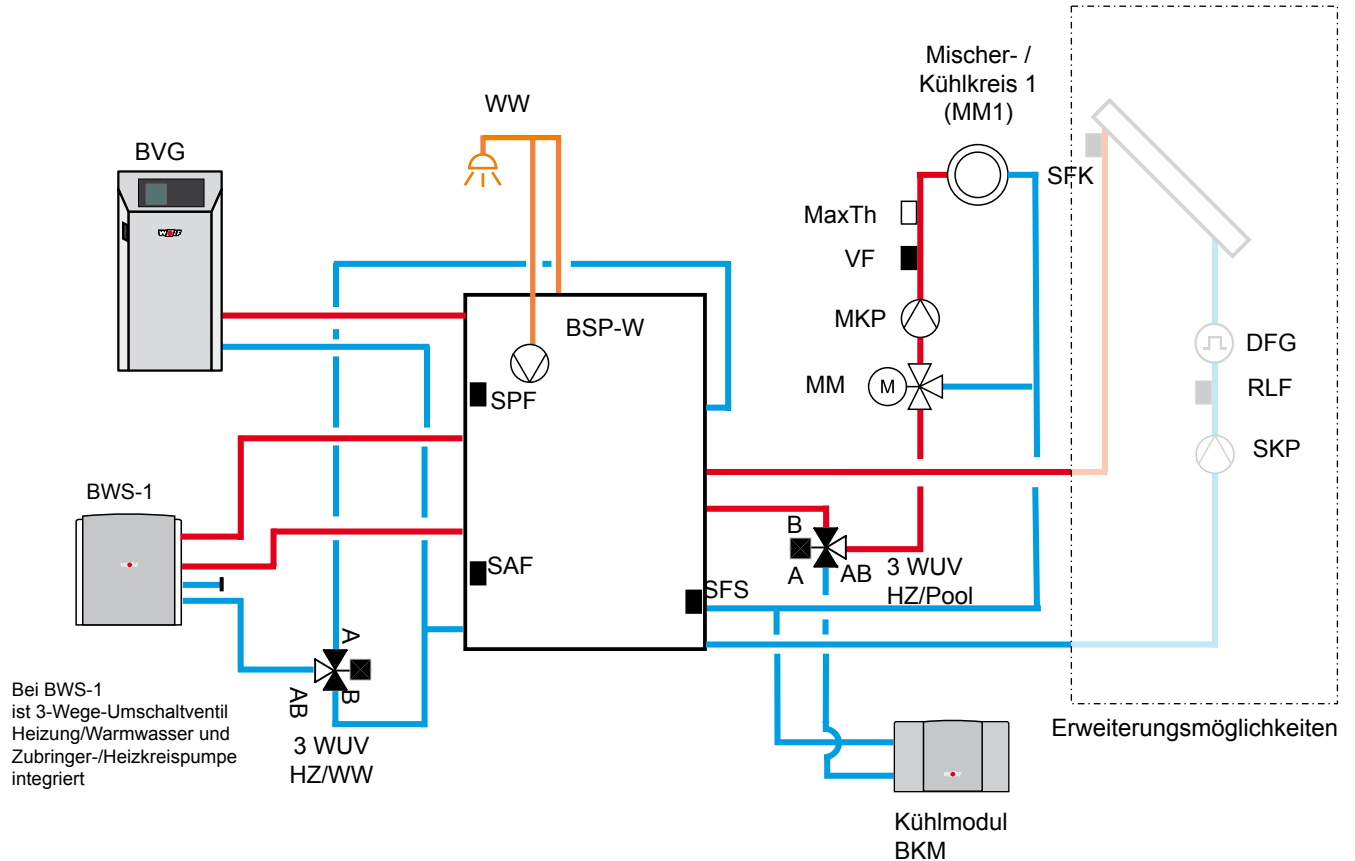 Mischer- /
Kühlkreis 1
(MM1)
WW
BVG
SFK
MaxTh
VF
BSP-W
MKP
DFG
MM
M
RLF
SPF
SKP
BWS-1
B
SAF
A
AB
3 WUV
HZ/Pool
SFS
A
B
AB
Bei BWS-1
ist 3-Wege-Umschaltventil
Heizung/Warmwasser und
Zubringer-/Heizkreispumpe
integriert
3 WUV
HZ/WW
Erweiterungsmöglichkeiten
Kühlmodul
BKM
WOLF